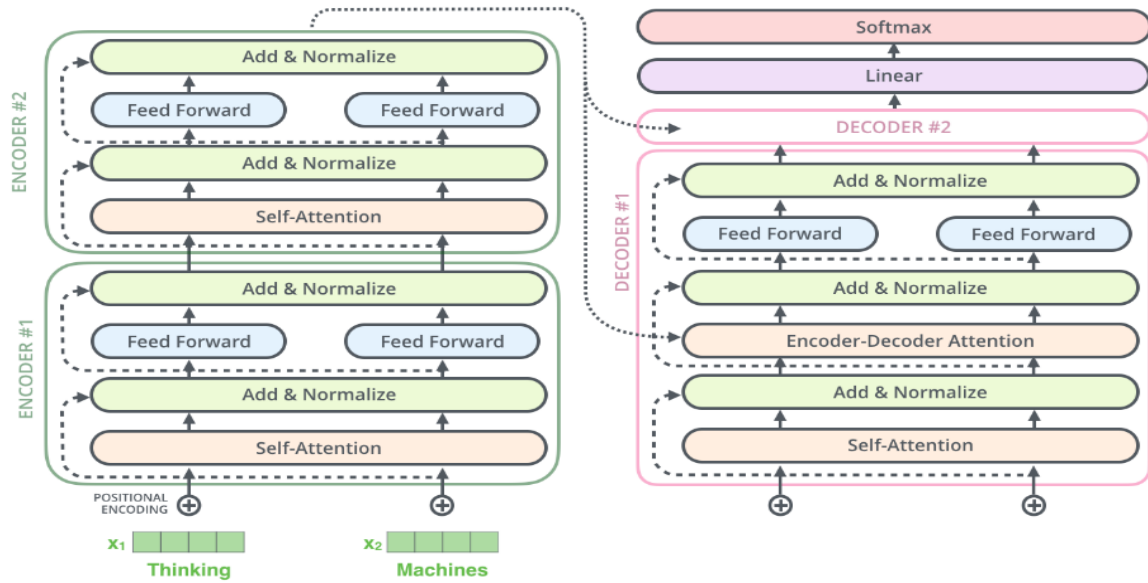 ENCODER #2
Add & Normalize
Feed Forward Feed Forward
Add & Normalize
Self-Attention
ENCODER #1
Add & Normalize
Feed Forward Feed Forward
Add & Normalize
Self-Attention
POSITIONAL
ENCODING
x₁ x₂
Thinking Machines
Softmax
Linear
DECODER #2
DECODER #1
Add & Normalize
Feed Forward Feed Forward
Add & Normalize
Encoder-Decoder Attention
Add & Normalize
Self-Attention